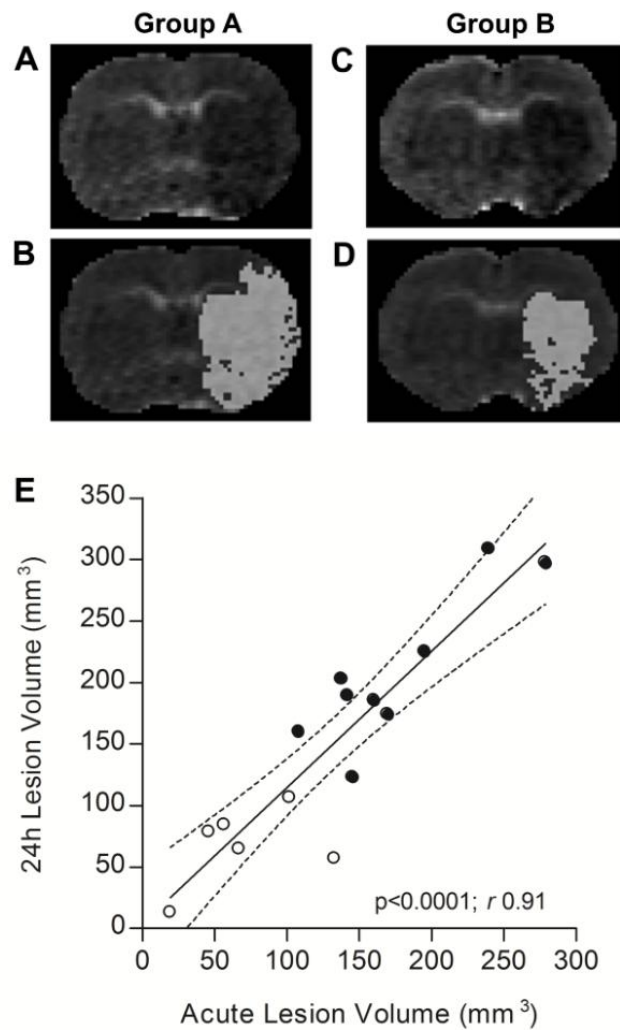 Group A Group B
A C
B D
E
350
300
250
200
150
100
50
0
24h Lesion Volume (mm³)
p<0.0001; r 0.91
0 50 100 150 200 250 300
Acute Lesion Volume (mm³)